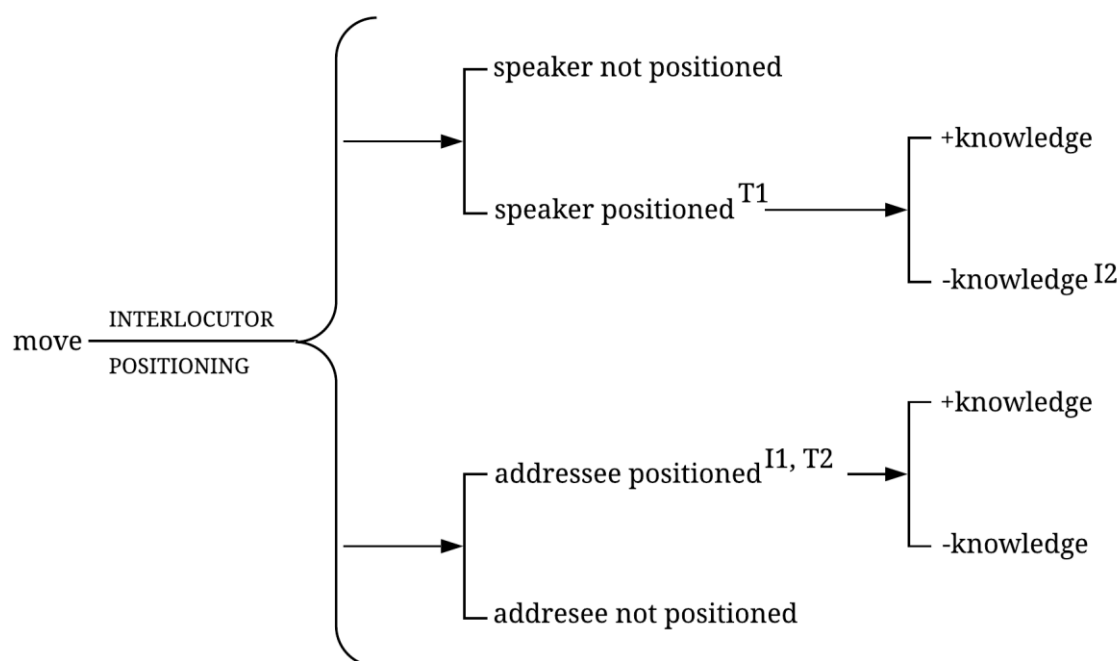 speaker not positioned
+knowledge
speaker positioned T1
-knowledge I2
INTERLOCUTOR
move
POSITIONING
+knowledge
addressee positioned I1, T2
-knowledge
addresee not positioned